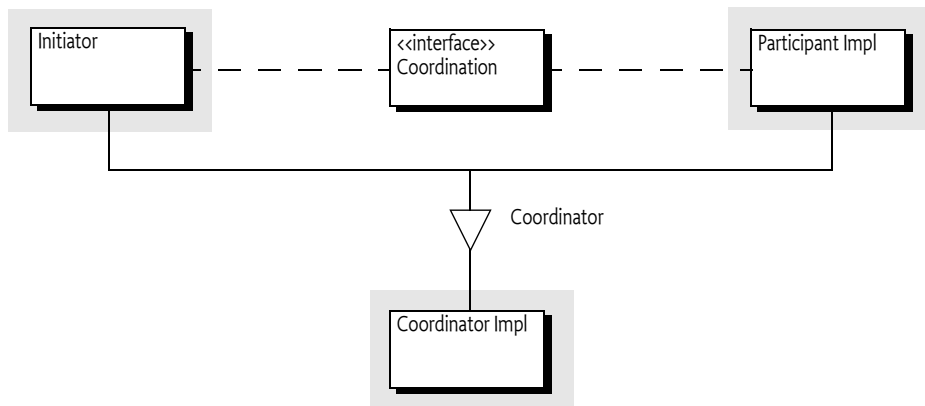 Initiator
<<interface>>
Coordination
Participant Impl
Coordinator
Coordinator Impl